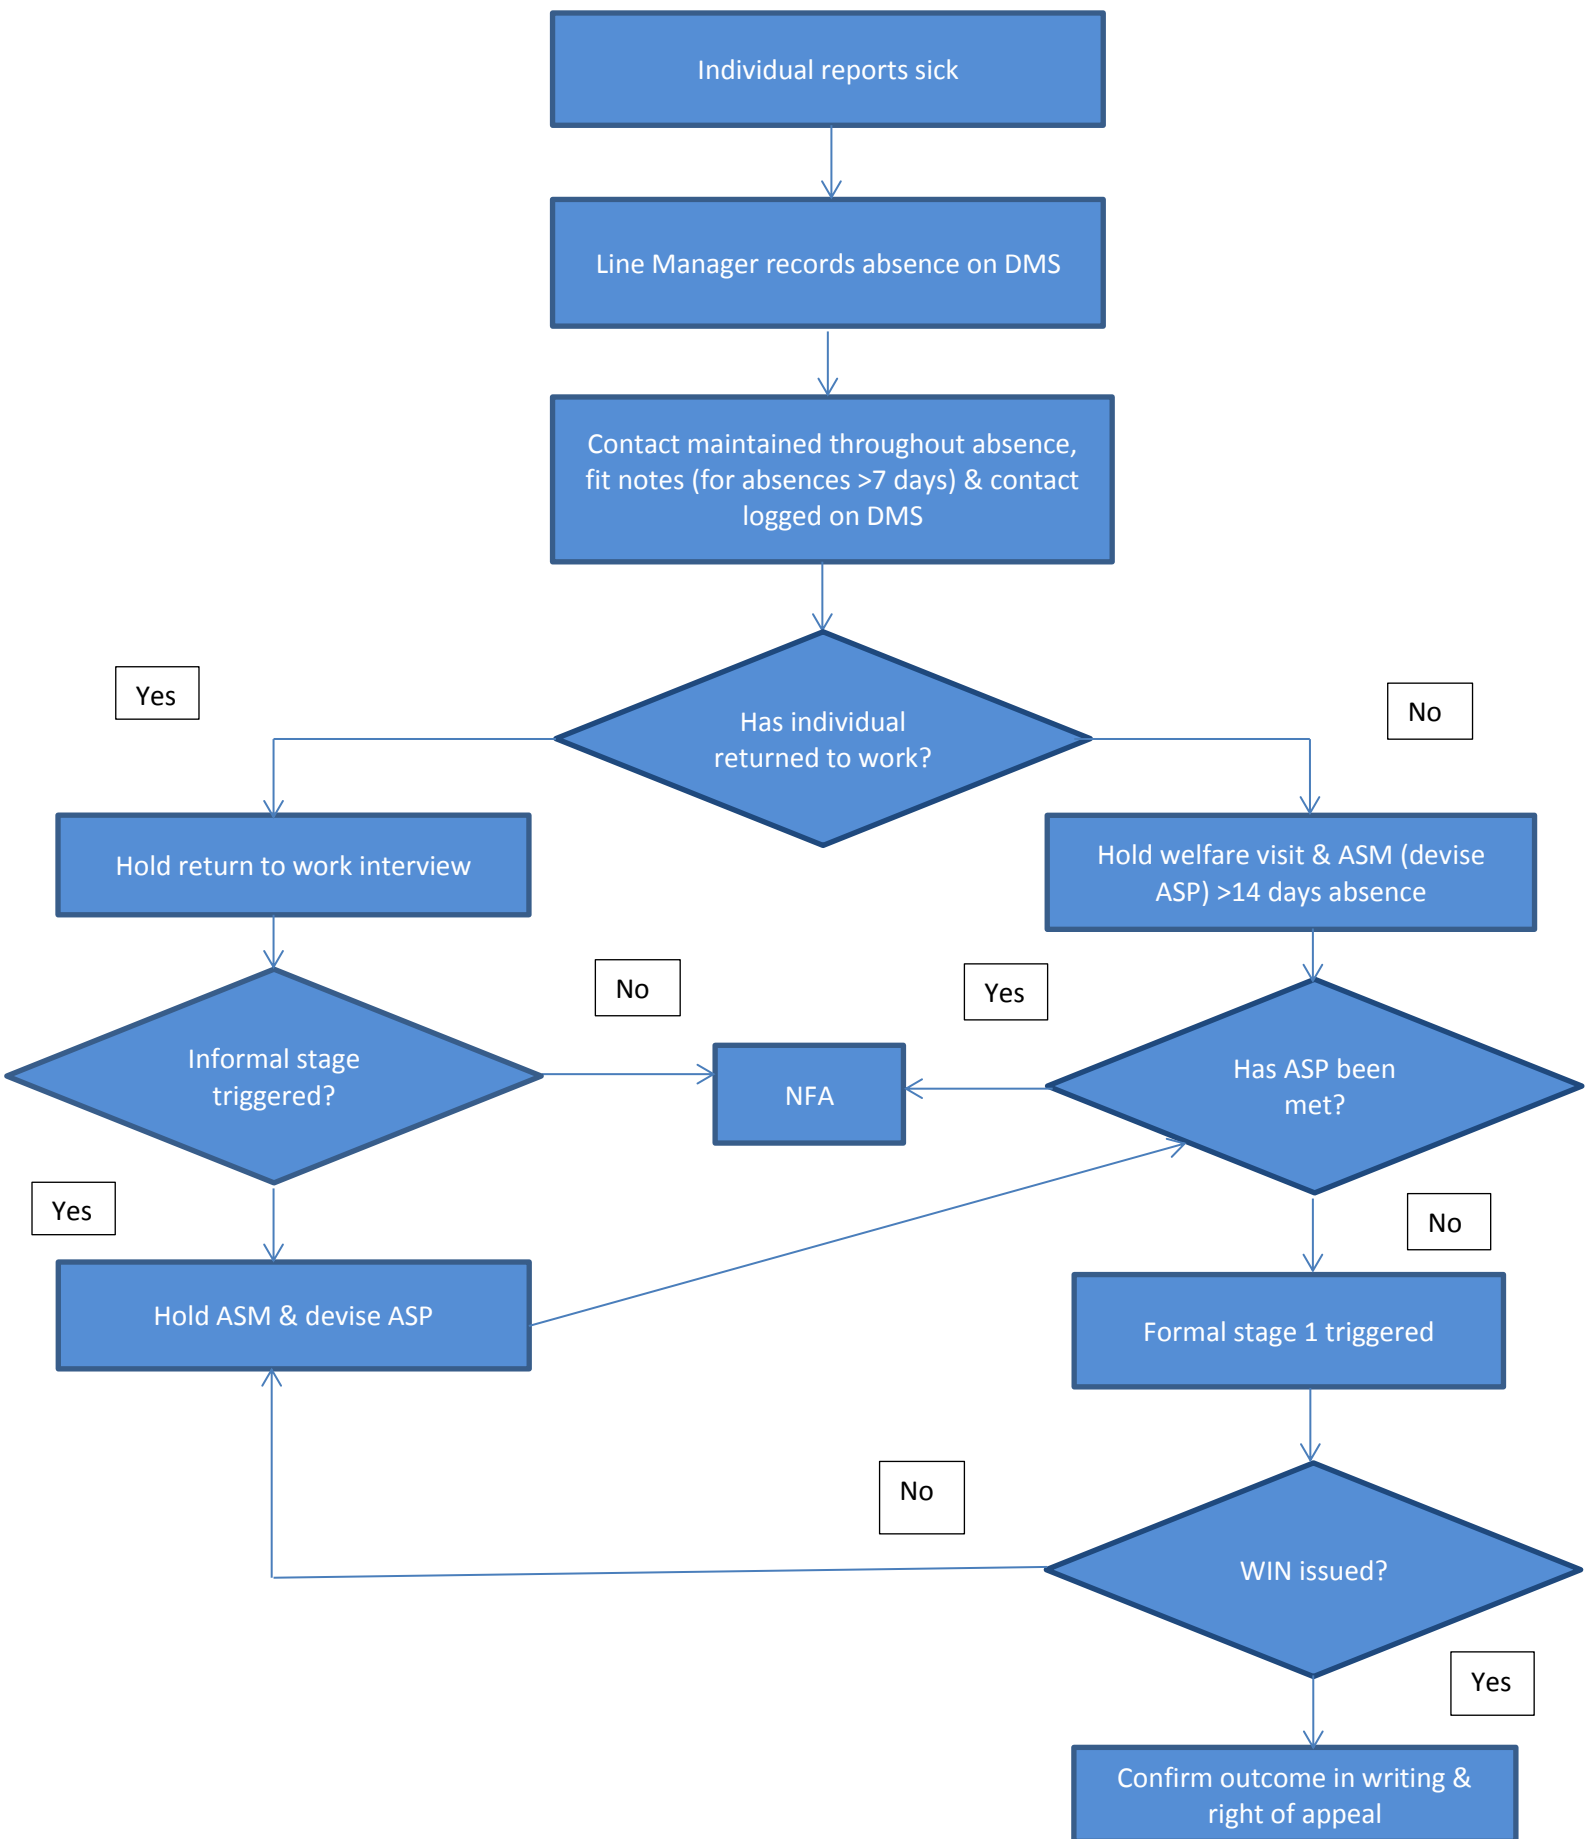 Individual reports sick
Line Manager records absence on DMS
Contact maintained throughout absence,
fit notes (for absences >7 days) & contact
logged on DMS
Yes
No
Has individual
returned to work?
Hold return to work interview
Hold welfare visit & ASM (devise
ASP) >14 days absence
No
Yes
Informal stage
triggered?
NFA
Has ASP been
met?
Yes
No
Hold ASM & devise ASP
Formal stage 1 triggered
No
WIN issued?
Yes
Confirm outcome in writing &
right of appeal